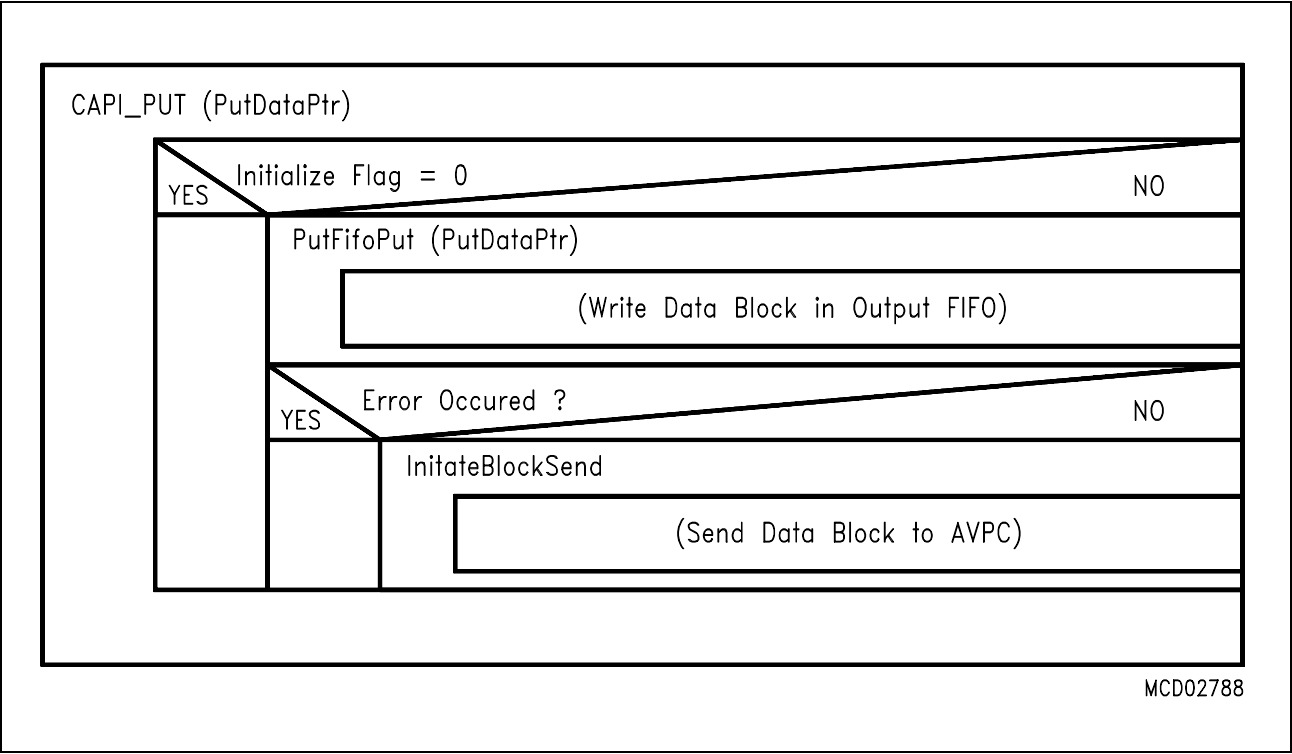 CAPI_PUT (PutDataPtr)
Initialize Flag = 0
YES
NO
PutFifoPut (PutDataPtr)
(Write Data Block in Output FIFO)
Error Occured ?
YES
NO
InitateBlockSend
(Send Data Block to AVPC)
MCD02788